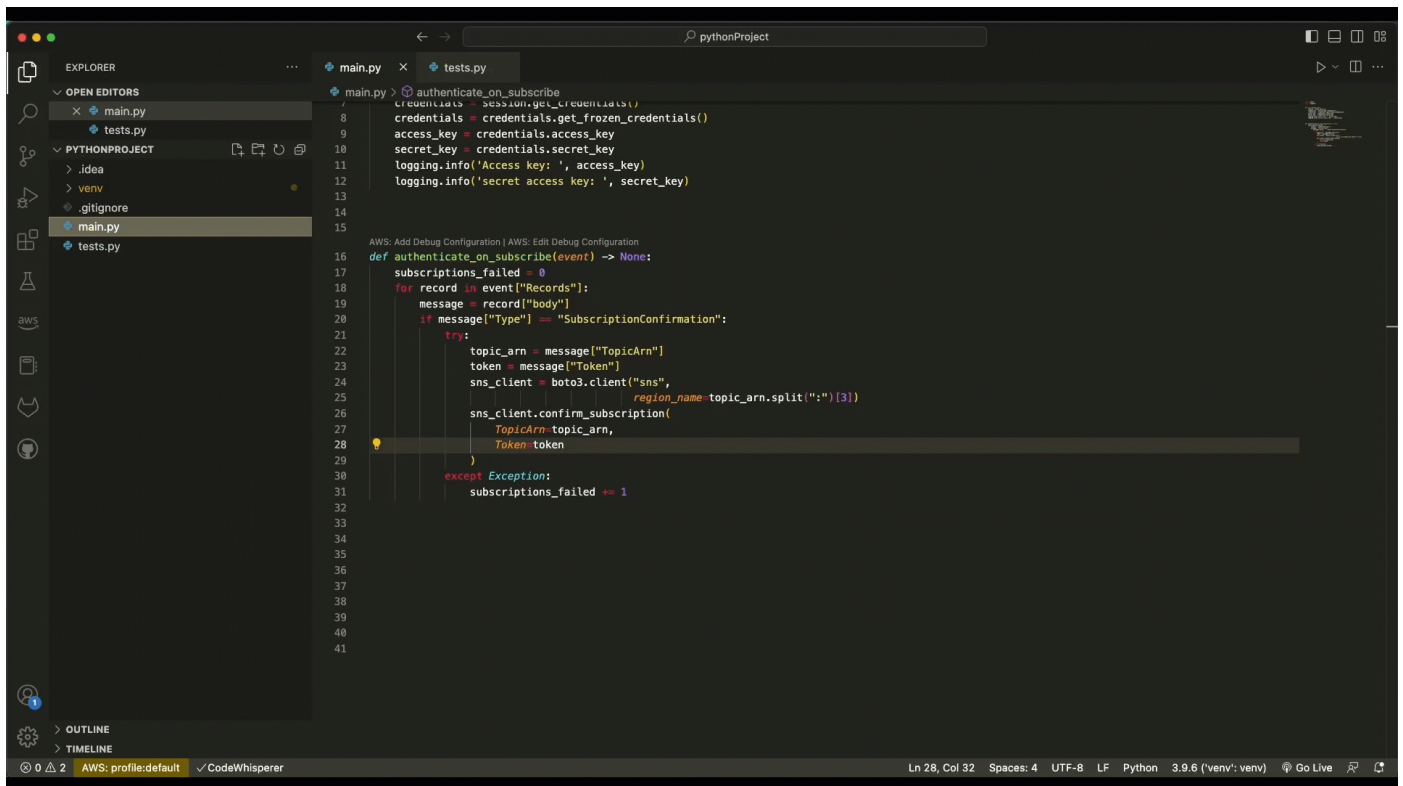 pythonProject
EXPLORER
OPEN EDITORS
main.py
tests.py
PYTHONPROJECT
.idea
venv
.gitignore
main.py
tests.py
OUTLINE
TIMELINE
aws
1
main.py
tests.py
main.py > authenticate_on_subscribe
7 credentials = session.get_credentials()
8 credentials = credentials.get_frozen_credentials()
9 access_key = credentials.access_key
10 secret_key = credentials.secret_key
11 logging.info('Access key: ', access_key)
12 logging.info('secret access key: ', secret_key)
13
14
15
AWS: Add Debug Configuration | AWS: Edit Debug Configuration
16 def authenticate_on_subscribe(event) -> None:
17 subscriptions_failed = 0
18 for record in event["Records"]:
19 message = record["body"]
20 if message["Type"] == "SubscriptionConfirmation":
21 try:
22 topic_arn = message["TopicArn"]
23 token = message["Token"]
24 sns_client = boto3.client("sns",
25 region_name=topic_arn.split(":")[3])
26 sns_client.confirm_subscription(
27 TopicArn=topic_arn,
28 Token=token
29 )
30 except Exception:
31 subscriptions_failed += 1
32
33
34
35
36
37
38
39
40
41
0 2 AWS: profile:default CodeWhisperer Ln 28, Col 32 Spaces: 4 UTF-8 LF Python 3.9.6 ('venv': venv) Go Live